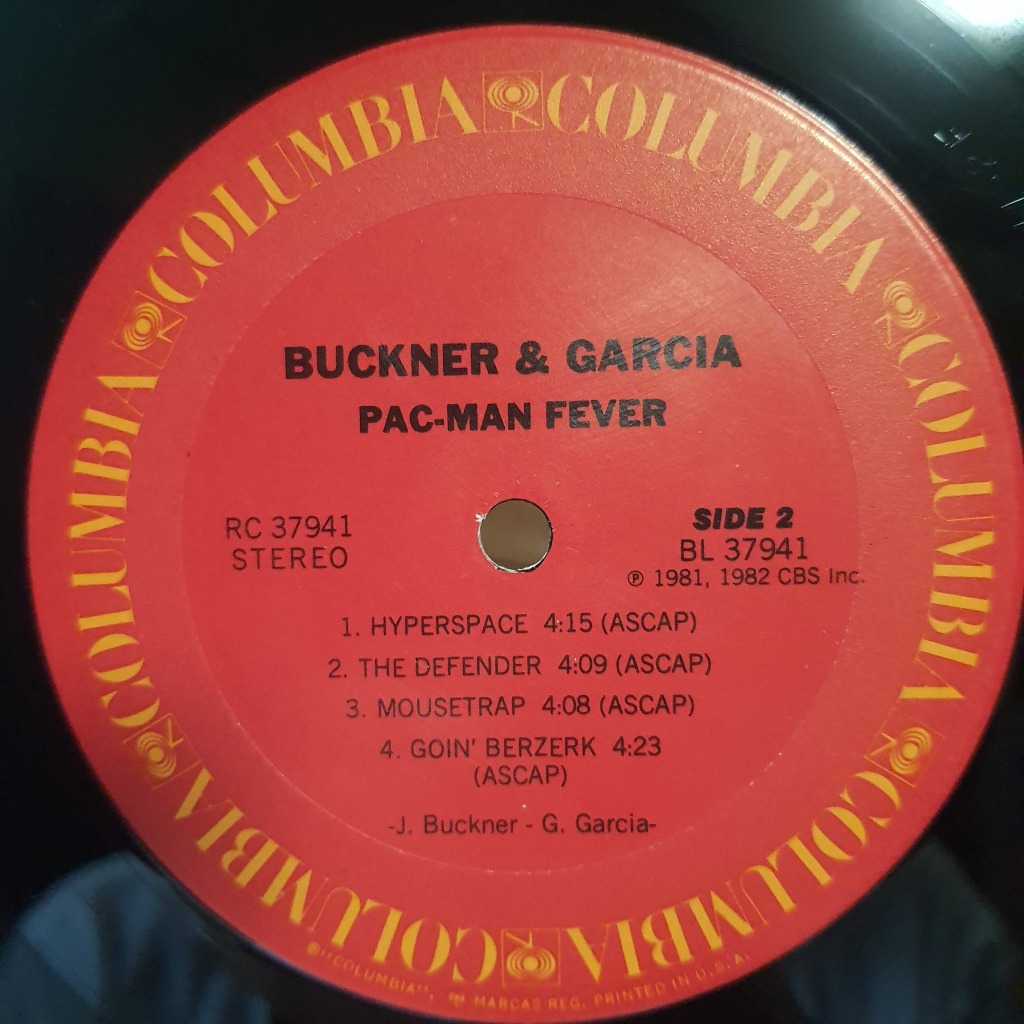 COLUMBIA COLUMBIA COLUMBIA COLUMBIA COLUMBIA COLUMBIA
BUCKNER & GARCIA
PAC-MAN FEVER
RC 37941
STEREO
SIDE 2
BL 37941
℗ 1981, 1982 CBS Inc.
1. HYPERSPACE 4:15 (ASCAP)
2. THE DEFENDER 4:09 (ASCAP)
3. MOUSETRAP 4:08 (ASCAP)
4. GOIN' BERZERK 4:23
(ASCAP)
-J. Buckner - G. Garcia-
®"COLUMBIA", MARCAS REG. PRINTED IN U.S.A.